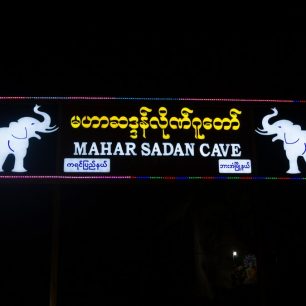 မဟာဆဒ္ဒန်လိုဏ်ဂူတော်
MAHAR SADAN CAVE
ကရင်ပြည်နယ်
ဘားအံမြို့နယ်